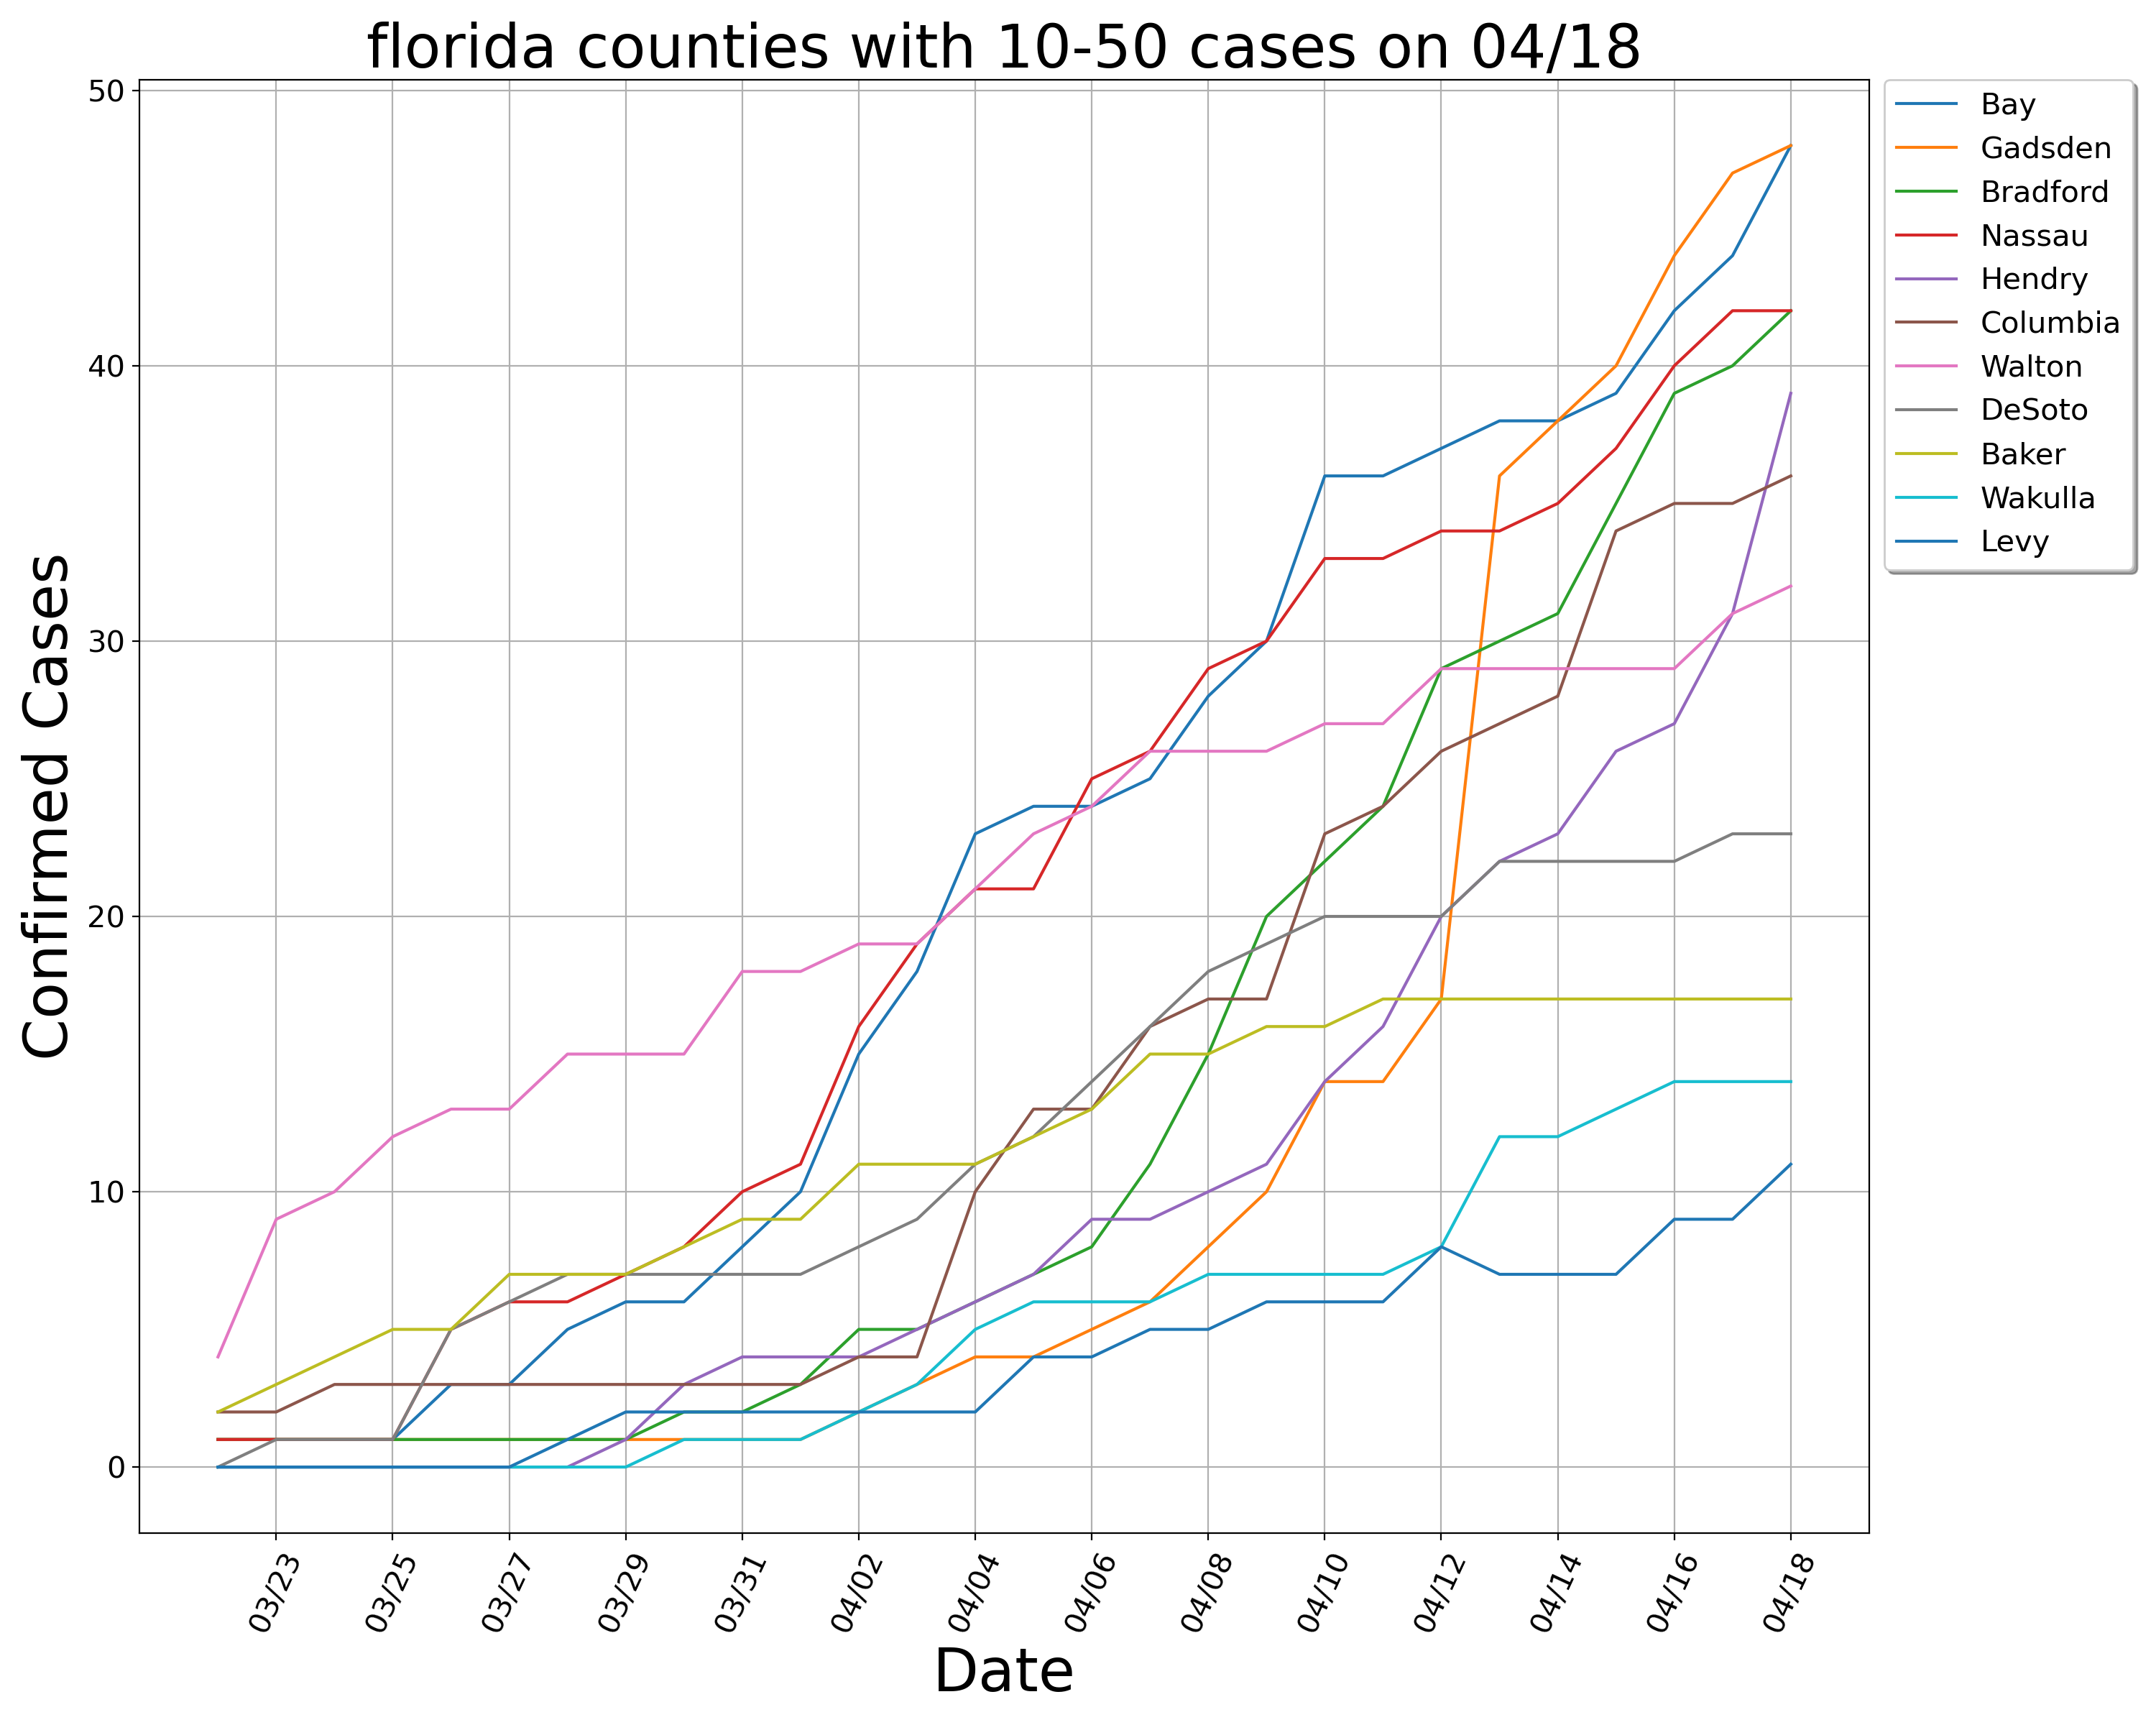 florida counties with 10-50 cases on 04/18
50
40
30
20
10
0
Confirmed Cases
03/23
03/25
03/27
03/29
03/31
04/02
04/04
04/06
04/08
04/10
04/12
04/14
04/16
04/18
Date
Bay
Gadsden
Bradford
Nassau
Hendry
Columbia
Walton
DeSoto
Baker
Wakulla
Levy